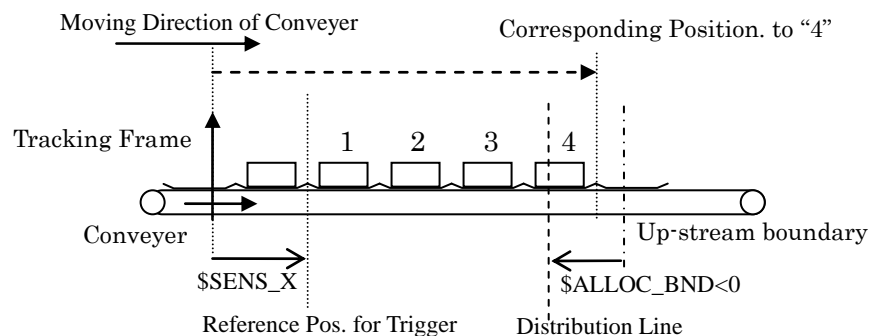 Moving Direction of Conveyer
Corresponding Position. to “4”
Tracking Frame
1 2 3 4
Conveyer
Up-stream boundary
$SENS_X
$ALLOC_BND<0
Reference Pos. for Trigger
Distribution Line